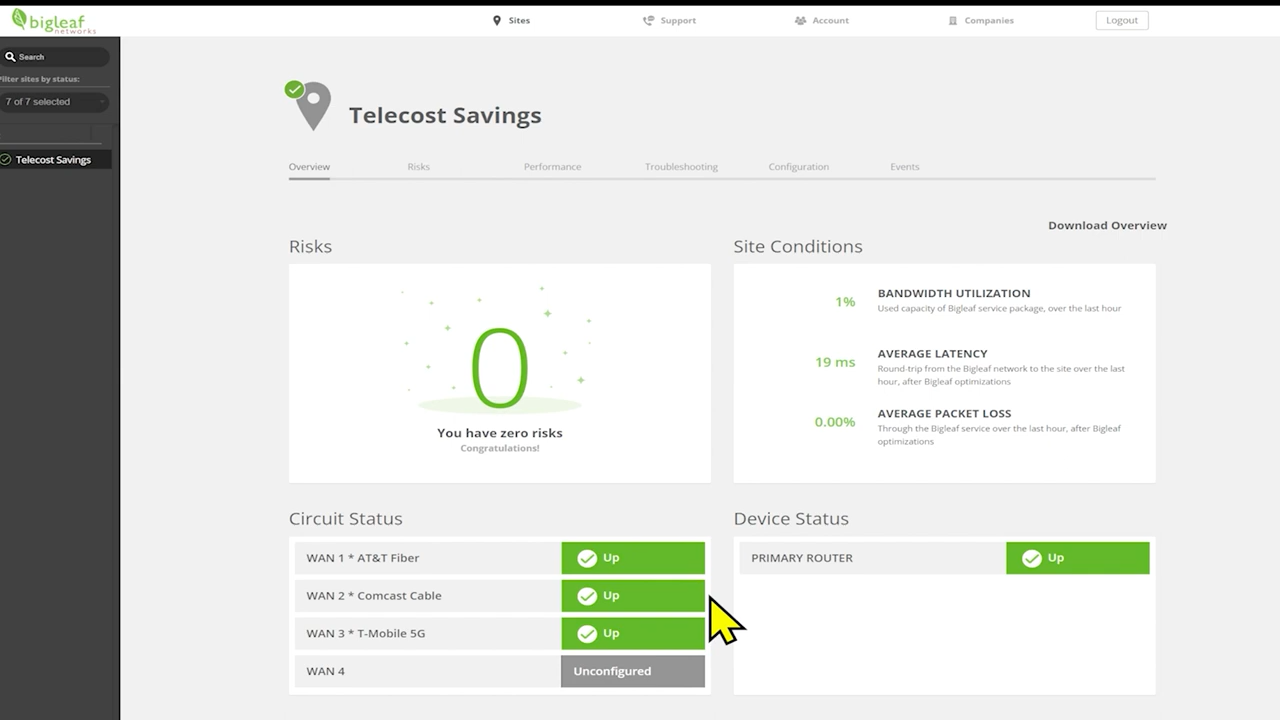 bigleaf
networks
Sites
Support
Account
Companies
Logout
Search
Filter sites by status:
7 of 7 selected
Telecost Savings
Telecost Savings
Overview
Risks
Performance
Troubleshooting
Configuration
Events
Download Overview
Risks
0
You have zero risks
Congratulations!
Site Conditions
1%
BANDWIDTH UTILIZATION
Used capacity of Bigleaf service package, over the last hour
19 ms
AVERAGE LATENCY
Round-trip from the Bigleaf network to the site over the last
hour, after Bigleaf optimizations
0.00%
AVERAGE PACKET LOSS
Through the Bigleaf service over the last hour, after Bigleaf
optimizations
Circuit Status
WAN 1 * AT&T Fiber Up
WAN 2 * Comcast Cable Up
WAN 3 * T-Mobile 5G Up
WAN 4 Unconfigured
Device Status
PRIMARY ROUTER Up